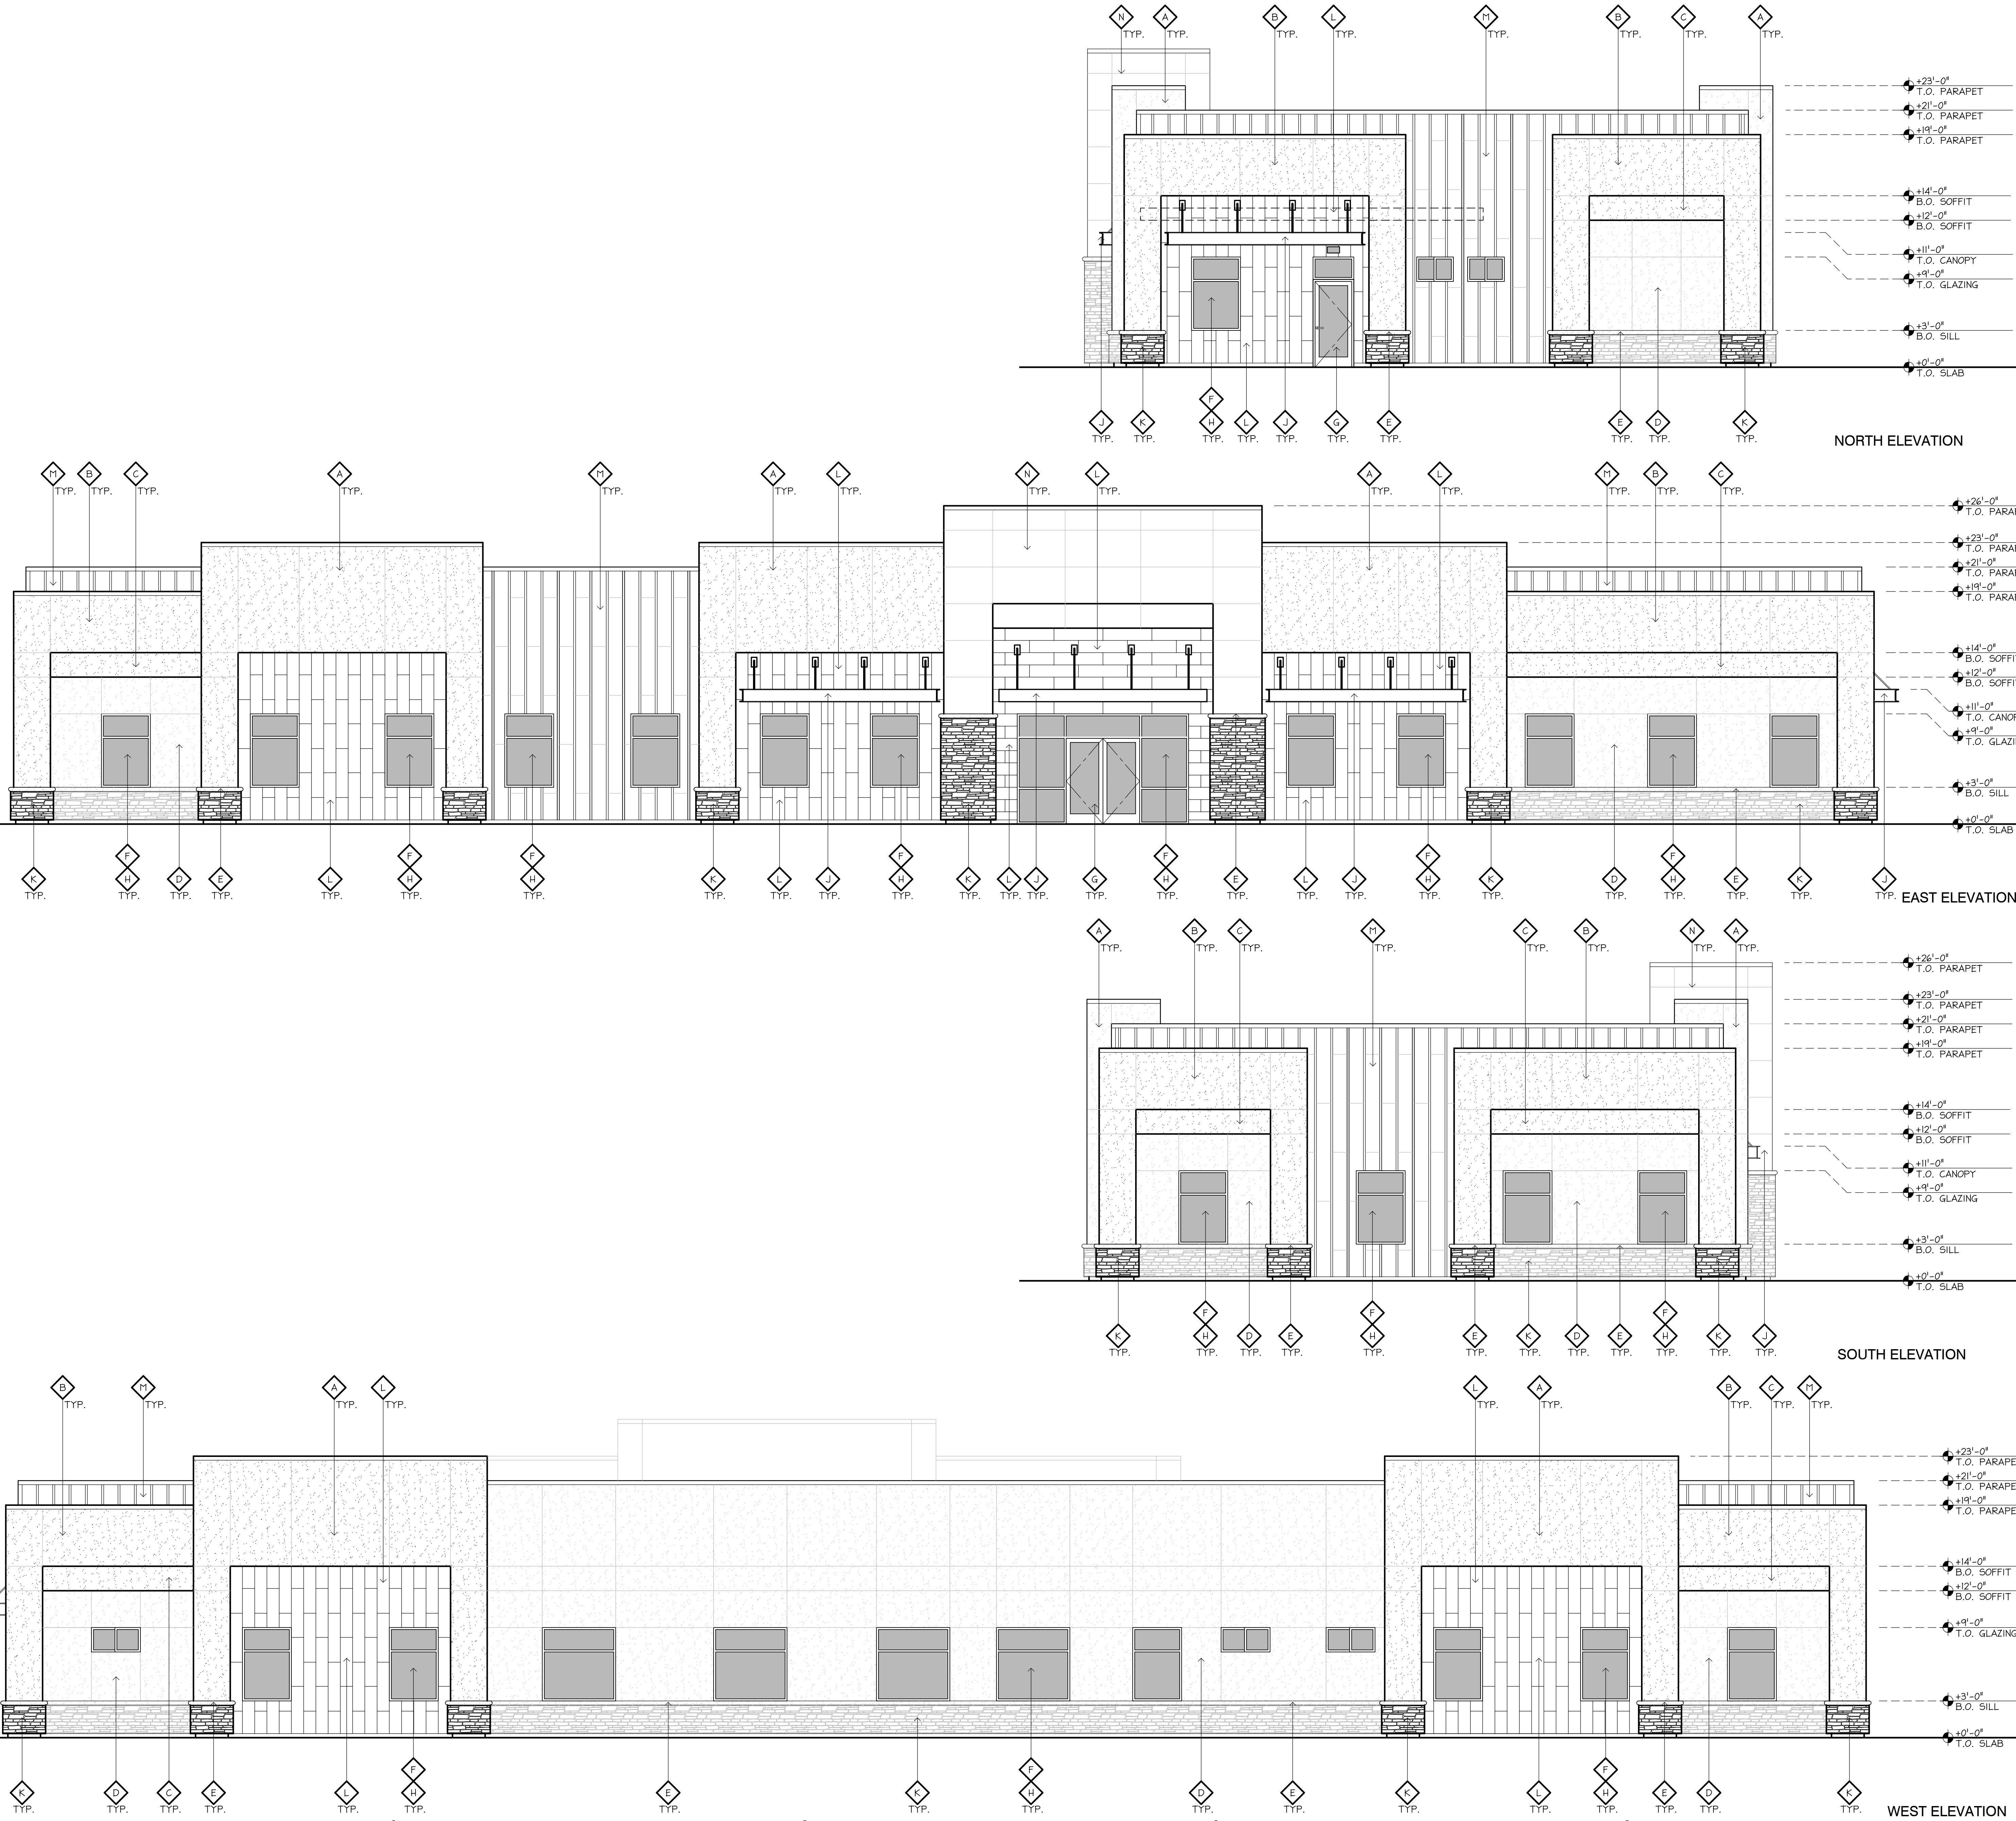 N A B L M B C A
TYP. TYP. TYP. TYP. TYP. TYP. TYP. TYP.
+23'-0"
T.O. PARAPET
+21'-0"
T.O. PARAPET
+19'-0"
T.O. PARAPET
+14'-0"
B.O. SOFFIT
+12'-0"
B.O. SOFFIT
+11'-0"
T.O. CANOPY
+9'-0"
T.O. GLAZING
+3'-0"
B.O. SILL
+0'-0"
T.O. SLAB
F
J K H L J G E E D K
TYP. TYP. TYP. TYP. TYP. TYP. TYP. TYP. TYP. TYP.
NORTH ELEVATION
M B C A M A L N L A L M B C
TYP. TYP. TYP. TYP. TYP. TYP. TYP. TYP. TYP. TYP. TYP. TYP. TYP. TYP.
+26'-0"
T.O. PARA
+23'-0"
T.O. PARA
+21'-0"
T.O. PARA
+19'-0"
T.O. PARA
+14'-0"
B.O. SOFFI
+12'-0"
B.O. SOFFI
+11'-0"
T.O. CANO
+9'-0"
T.O. GLAZI
+3'-0"
B.O. SILL
+0'-0"
T.O. SLAB
F F F F F F F
K H D E L H H K L J H K L J G H E L J H K D H E K J
TYP. TYP. TYP. TYP. TYP. TYP. TYP. TYP. TYP. TYP. TYP. TYP. TYP. TYP. TYP. TYP. TYP. TYP. TYP. TYP. TYP. TYP. TYP. TYP. TYP. TYP.
EAST ELEVATION
A B C M C B N A
TYP. TYP. TYP. TYP. TYP. TYP. TYP. TYP.
+26'-0"
T.O. PARAPET
+23'-0"
T.O. PARAPET
+21'-0"
T.O. PARAPET
+19'-0"
T.O. PARAPET
+14'-0"
B.O. SOFFIT
+12'-0"
B.O. SOFFIT
+11'-0"
T.O. CANOPY
+9'-0"
T.O. GLAZING
+3'-0"
B.O. SILL
+0'-0"
T.O. SLAB
F F F
K H D E H E K D E H K J
TYP. TYP. TYP. TYP. TYP. TYP. TYP. TYP. TYP. TYP. TYP. TYP.
SOUTH ELEVATION
B M A L L A B C M
TYP. TYP. TYP. TYP. TYP. TYP. TYP. TYP. TYP.
+23'-0"
T.O. PARAPE
+21'-0"
T.O. PARAPE
+19'-0"
T.O. PARAPE
+14'-0"
B.O. SOFFIT
+12'-0"
B.O. SOFFIT
+9'-0"
T.O. GLAZING
+3'-0"
B.O. SILL
+0'-0"
T.O. SLAB
F F F
K D C E L H E K H D E K L H E D K
TYP. TYP. TYP. TYP. TYP. TYP. TYP. TYP. TYP. TYP. TYP. TYP. TYP. TYP. TYP. TYP. TYP.
WEST ELEVATION